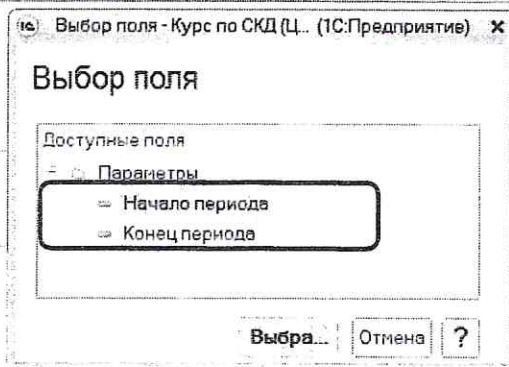 Выбор поля - Курс по СКД (Ц... (1С:Предприятие)
Выбор поля
Доступные поля
Параметры
Начало периода
Конец периода
Выбра... Отмена ?